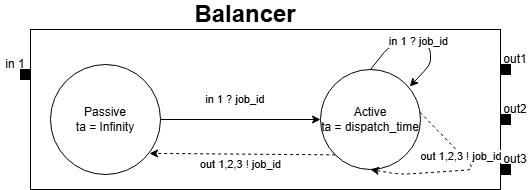 Balancer
in 1 ? job_id
in 1
out1
in 1 ? job_id
Passive
ta = Infinity
Active
ta = dispatch_time
out2
out 1,2,3 ! job_id
out 1,2,3 ! job_id
out3